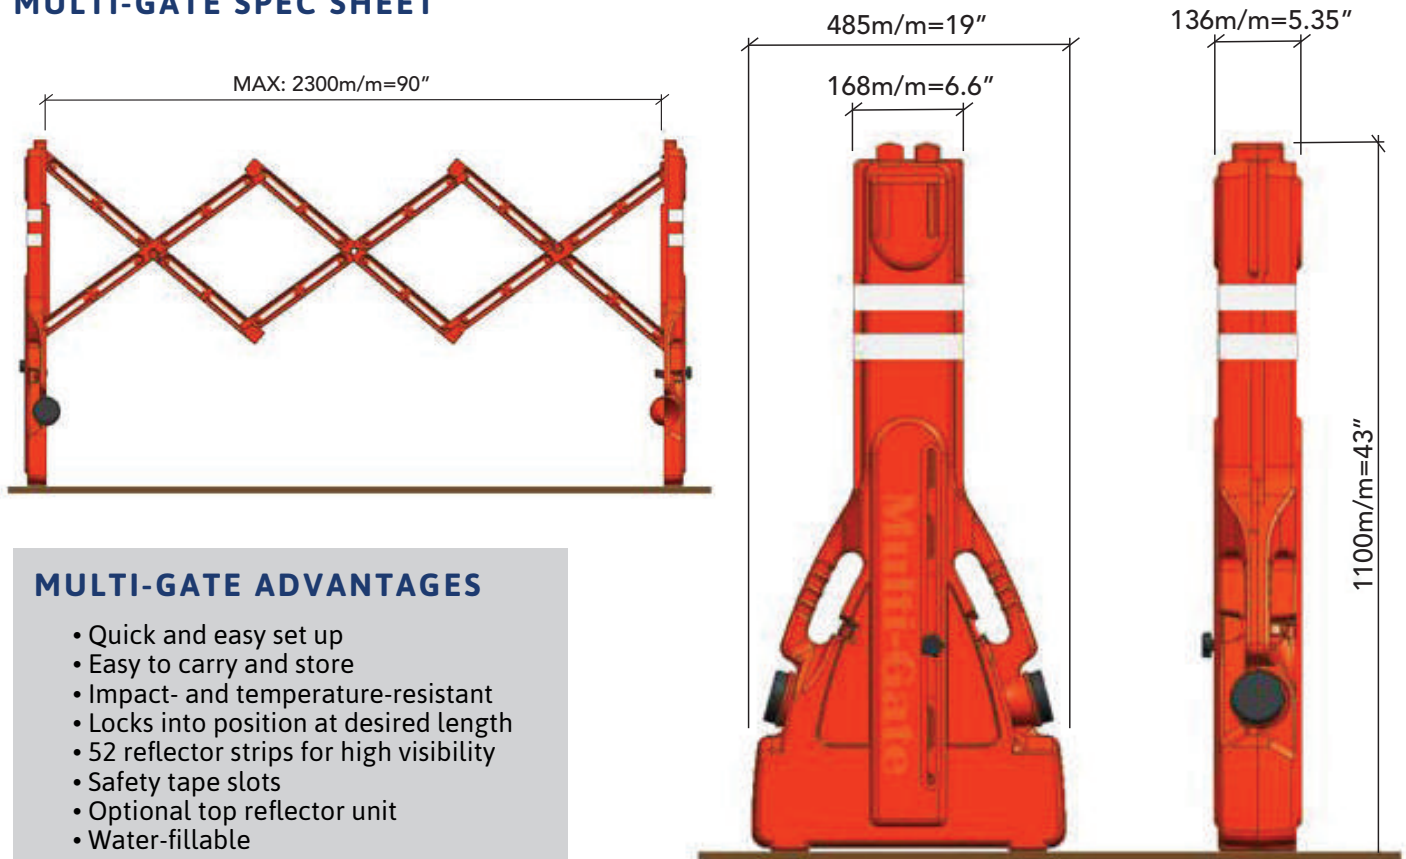 MULTI-GATE SPEC SHEET
MAX: 2300m/m=90”
485m/m=19”
168m/m=6.6”
136m/m=5.35”
1100m/m=43”
Multi-Gate
MULTI-GATE ADVANTAGES
• Quick and easy set up
• Easy to carry and store
• Impact- and temperature-resistant
• Locks into position at desired length
• 52 reflector strips for high visibility
• Safety tape slots
• Optional top reflector unit
• Water-fillable